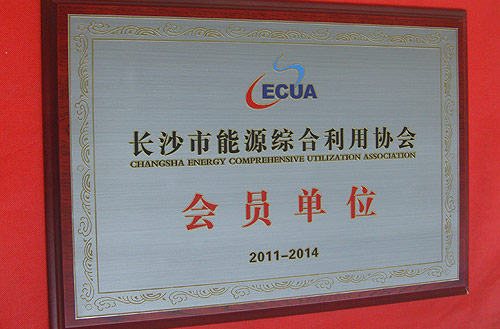 ECUA
长沙市能源综合利用协会
CHANGSHA ENERGY COMPREHENSIVE UTILIZATION ASSOCIATION
会员单位
2011-2014